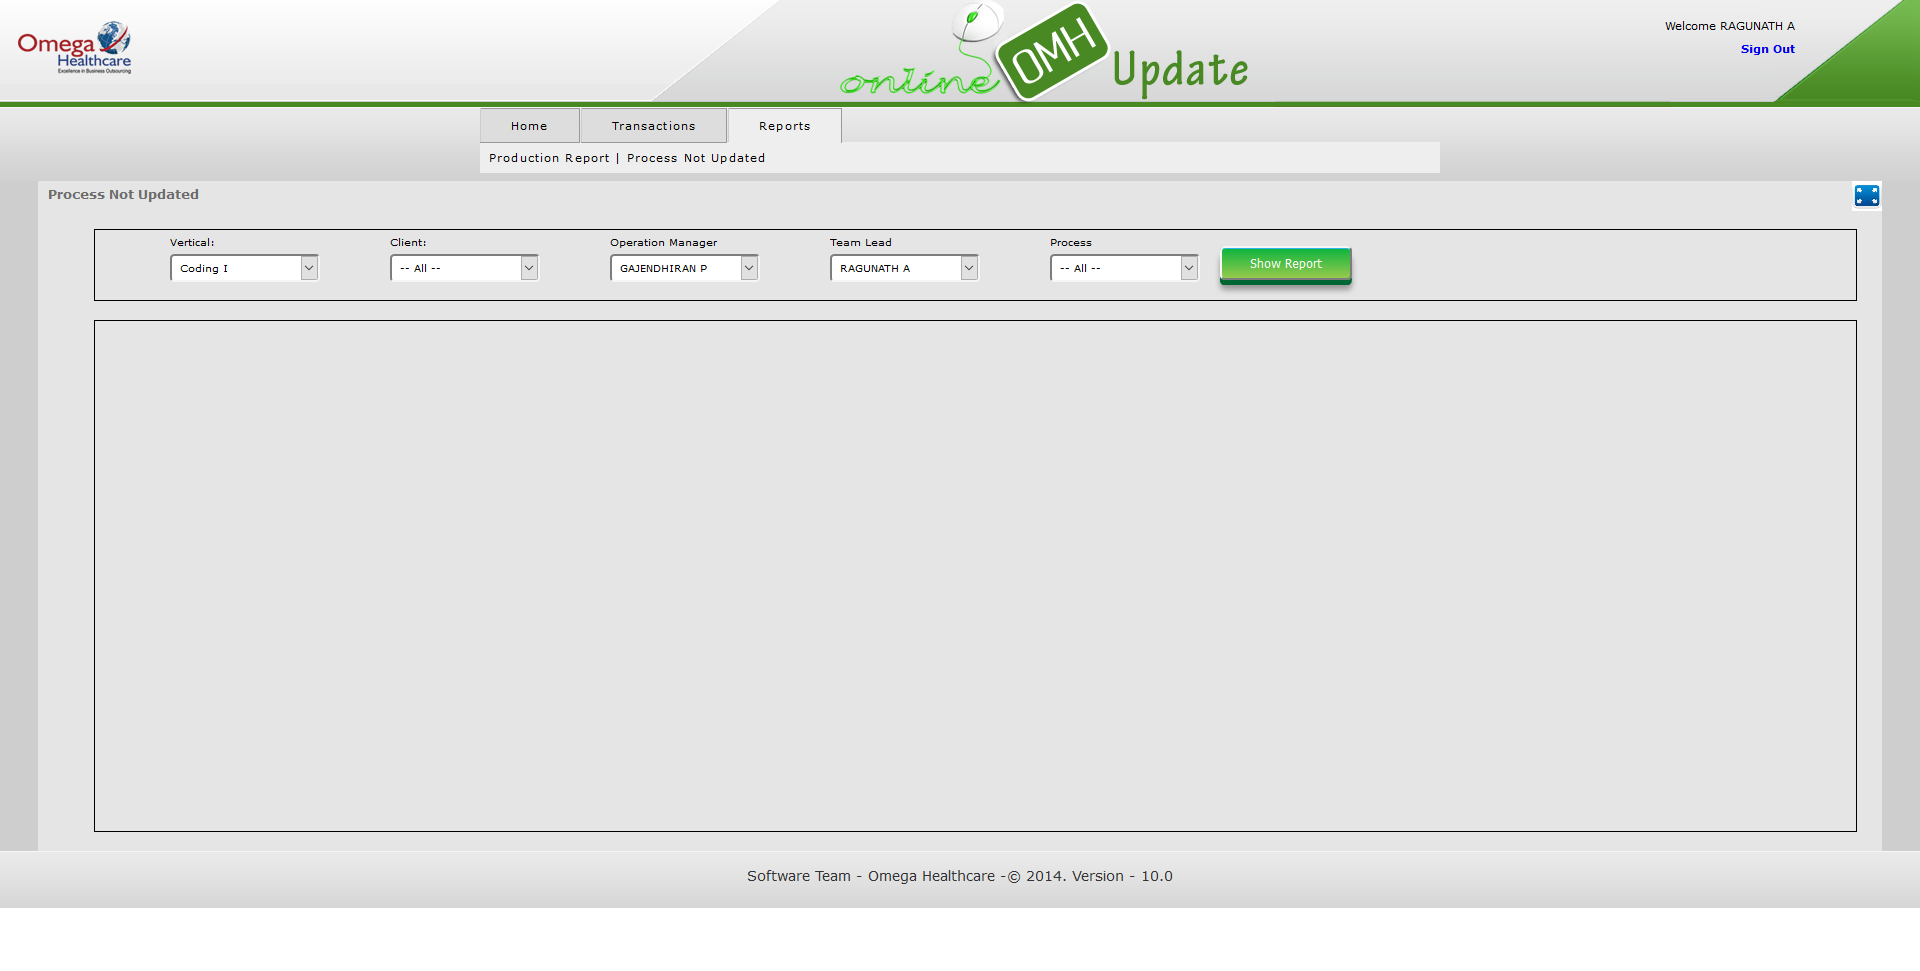 Omega
Healthcare
Excellence in Business Outsourcing
online OMH Update
Welcome RAGUNATH A
Sign Out
Home Transactions Reports
Production Report | Process Not Updated
Process Not Updated
Vertical: Client: Operation Manager Team Lead Process
Coding I -- All -- GAJENDHIRAN P RAGUNATH A -- All -- Show Report
Software Team - Omega Healthcare -© 2014. Version - 10.0